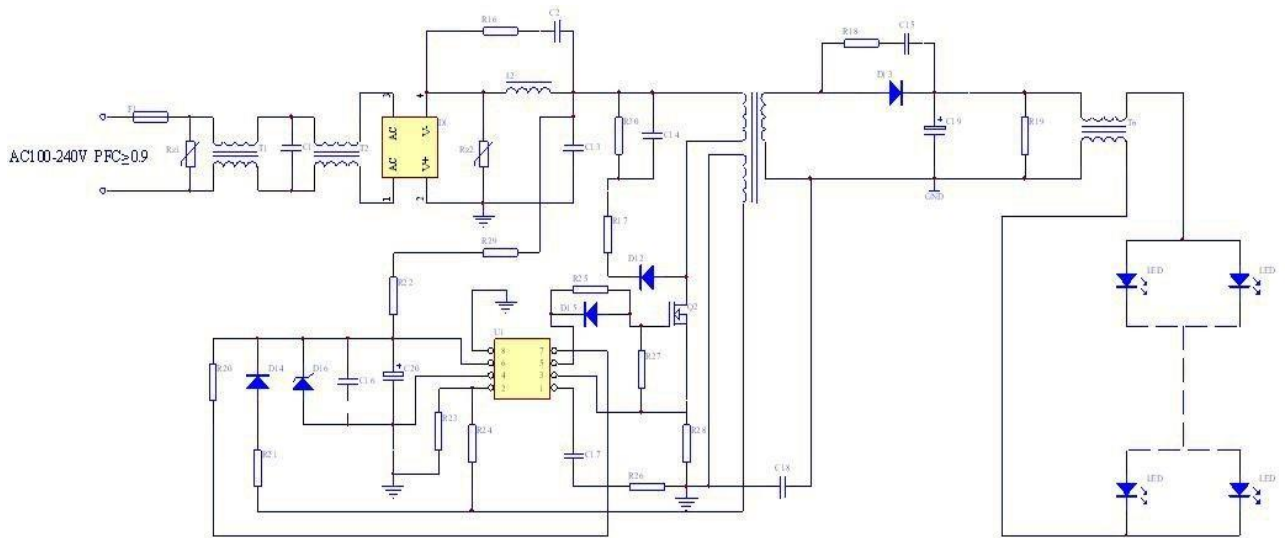 R16
C2
R18
C15
L2
D13
F1
3
4
AC
V-
D1
Rz1
T1
C1
T2
Rz2
C13
R30
C14
C19
R19
T6
AC100-240V PFC≥0.9
AC
V+
1
2
GND
R17
R29
D12
LED
LED
R22
R25
D15
Q2
U1
R20
D14
D16
C16
C20
8
7
6
5
4
3
2
1
R27
R23
R24
R28
R21
C17
R26
C18
LED
LED